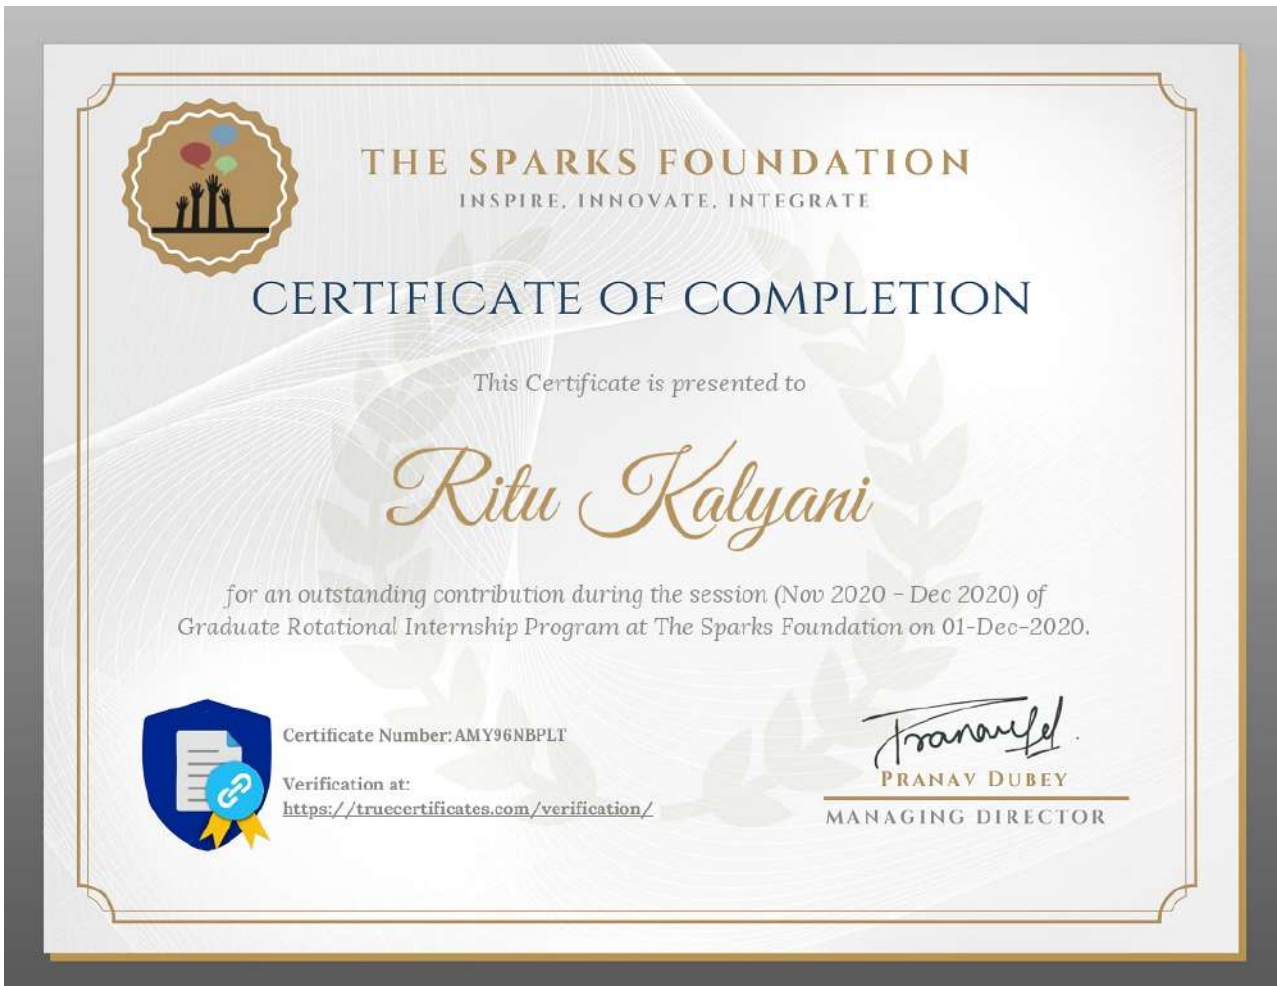 THE SPARKS FOUNDATION
INSPIRE, INNOVATE, INTEGRATE
CERTIFICATE OF COMPLETION
This Certificate is presented to
Ritu Kalyani
for an outstanding contribution during the session (Nov 2020 - Dec 2020) of
Graduate Rotational Internship Program at The Sparks Foundation on 01-Dec-2020.
Certificate Number: AMY96NBPLT
Verification at:
https://truecertificates.com/verification/
PRANAV DUBEY
MANAGING DIRECTOR